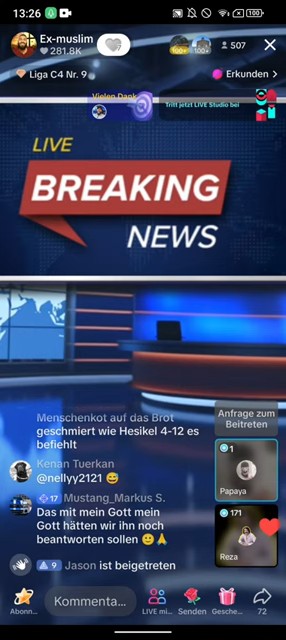 13:26
100
Ex-muslim
281.8K
100+
100+
507
Liga C4 Nr. 9
Erkunden >
Vielen Dank
Tritt jetzt LIVE Studio bei
LIVE
BREAKING
NEWS
Menschenkot auf das Brot
geschmiert wie Hesikel 4-12 es
befiehlt
Anfrage zum
Beitreten
Kenan Tuerkan
@nellyy2121 😅
1
Papaya
17 Mustang_Markus S.
Das mit mein Gott mein
Gott hätten wir ihn noch
beantworten sollen 🙂🙏
171
Reza
9 Jason ist beigetreten
Kommenta...
Abonn...
LIVE mi...
Senden
Gesche...
72